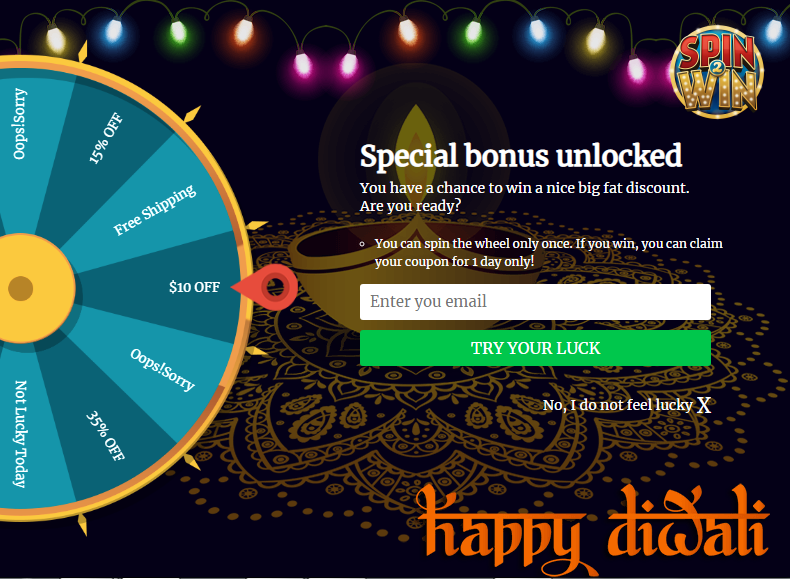 SPIN
2
WIN
Oops!Sorry
15% OFF
Free Shipping
$10 OFF
Oops!Sorry
35% OFF
Not Lucky Today
Special bonus unlocked
You have a chance to win a nice big fat discount.
Are you ready?
You can spin the wheel only once. If you win, you can claim
your coupon for 1 day only!
Enter you email
TRY YOUR LUCK
No, I do not feel lucky X
happy diwali